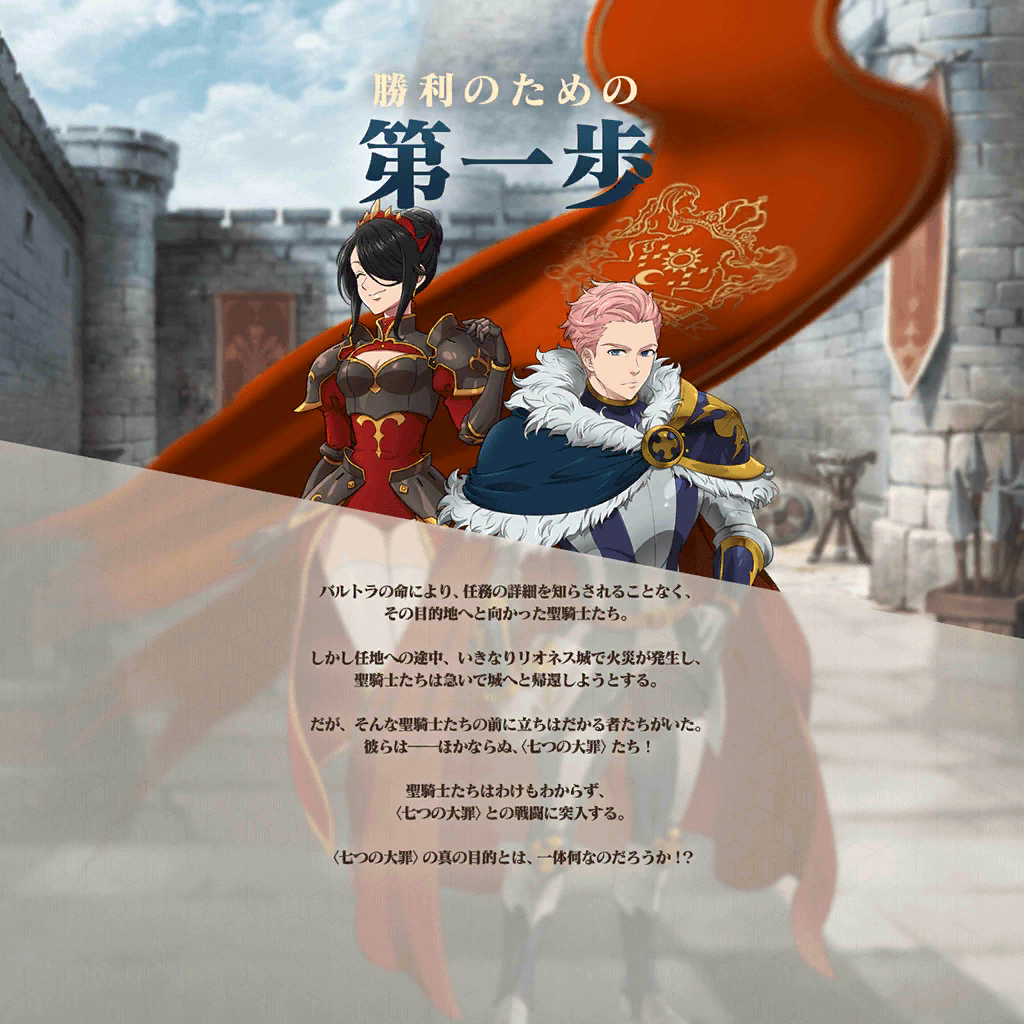 勝利のための
第一歩
バルトラの命により、任務の詳細を知らされることなく、
その目的地へと向かった聖騎士たち。
しかし任地への途中、いきなりリオネス城で火災が発生し、
聖騎士たちは急いで城へと帰還しようとする。
だが、そんな聖騎士たちの前に立ちはだかる者たちがいた。
彼らは――ほかならぬ、〈七つの大罪〉たち！
聖騎士たちはわけもわからず、
〈七つの大罪〉との戦闘に突入する。
〈七つの大罪〉の真の目的とは、一体何なのだろうか！？